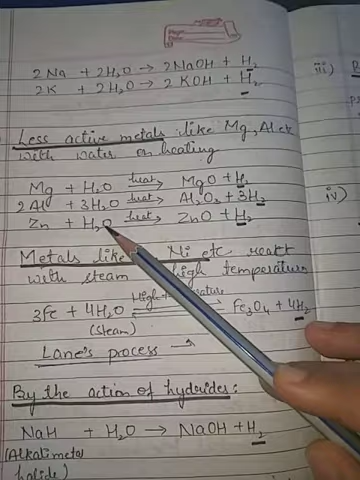 2Na + 2H2O → 2NaOH + H2
2K + 2H2O → 2KOH + H2
iii)
Less active metals like Mg, Al etc
with water on heating
Mg + H2O heat→ MgO + H2
2Al + 3H2O heat→ Al2O3 + 3H2
iv)
Zn + H2O heat→ ZnO + H2
Metals like Ni etc react
with steam high temperature
3Fe + 4H2O High Fe3O4 + 4H2
(Steam)
Lane's process →
By the action of hydrides:
NaH + H2O → NaOH + H2
(Alkali metal
halide)